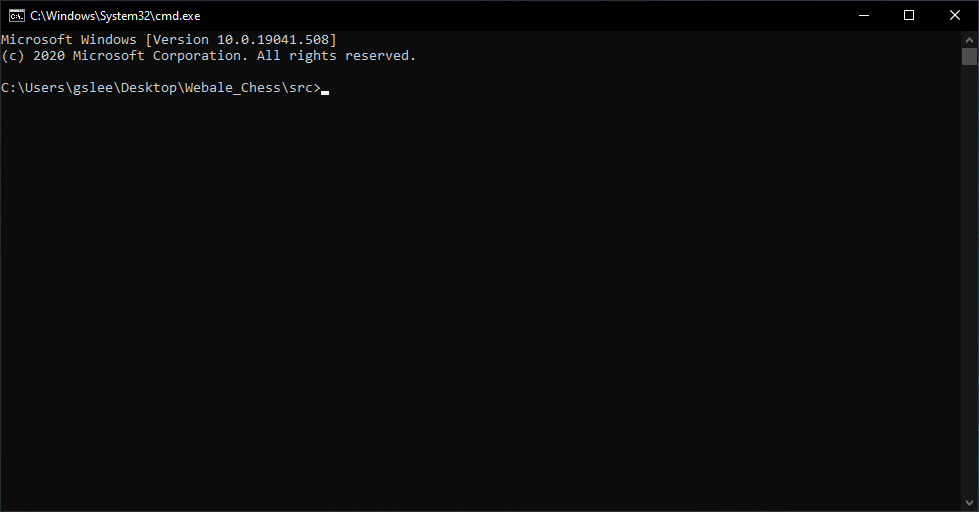 C:\Windows\System32\cmd.exe
Microsoft Windows [Version 10.0.19041.508]
(c) 2020 Microsoft Corporation. All rights reserved.
C:\Users\gslee\Desktop\Webale_Chess\src>